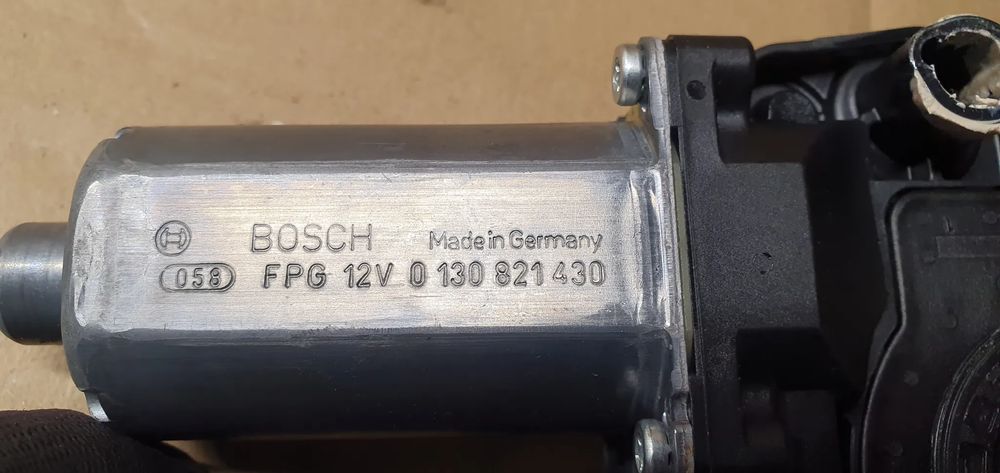 BOSCH Made in Germany
058 FPG 12V 0 130 821 430